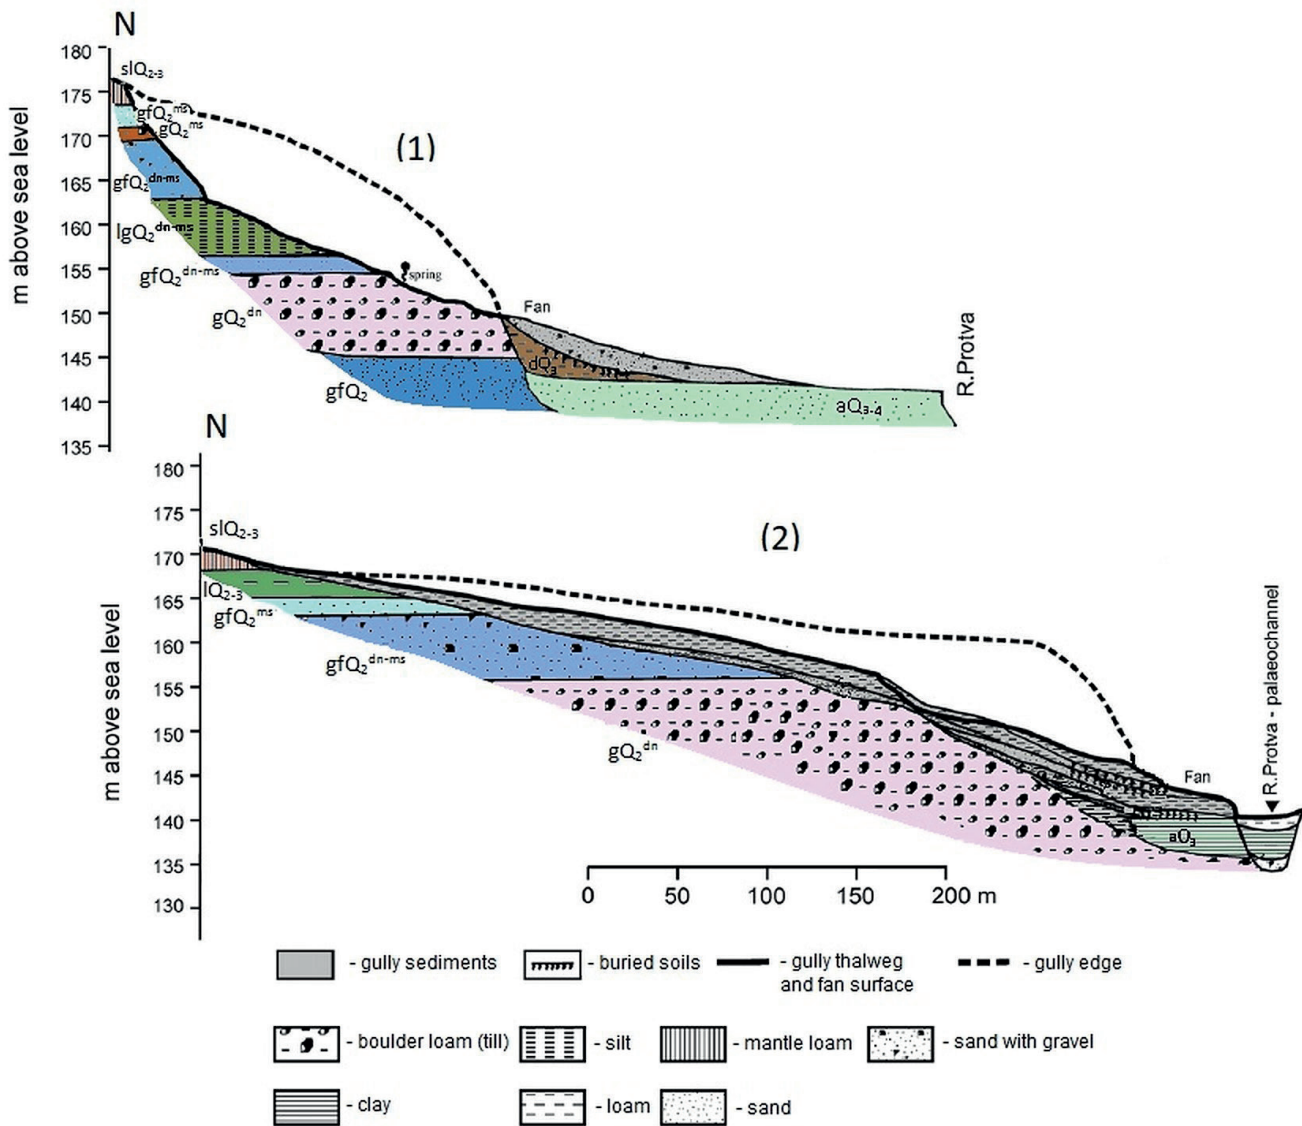 N
180
slQ₂₋₃
175
gfQ₂ᵐˢ
gQ₂ᵐˢ
170
(1)
165
gfQ₂ᵈⁿ⁻ᵐˢ
160
lgQ₂ᵈⁿ⁻ᵐˢ
155
gfQ₂ᵈⁿ⁻ᵐˢ
spring
150
gQ₂ᵈⁿ
Fan
145
dQ₃
gfQ₂
140
aQ₃₋₄
135
m above sea level
R.Protva
N
180
175
(2)
slQ₂₋₃
170
lQ₂₋₃
165
gfQ₂ᵐˢ
160
gfQ₂ᵈⁿ⁻ᵐˢ
155
150
gQ₂ᵈⁿ
145
Fan
140
aQ₃
135
130
m above sea level
R.Protva - palaeochannel
0 50 100 150 200 m
- gully sediments
- buried soils
- gully thalweg
and fan surface
- gully edge
- boulder loam (till)
- silt
- mantle loam
- sand with gravel
- clay
- loam
- sand